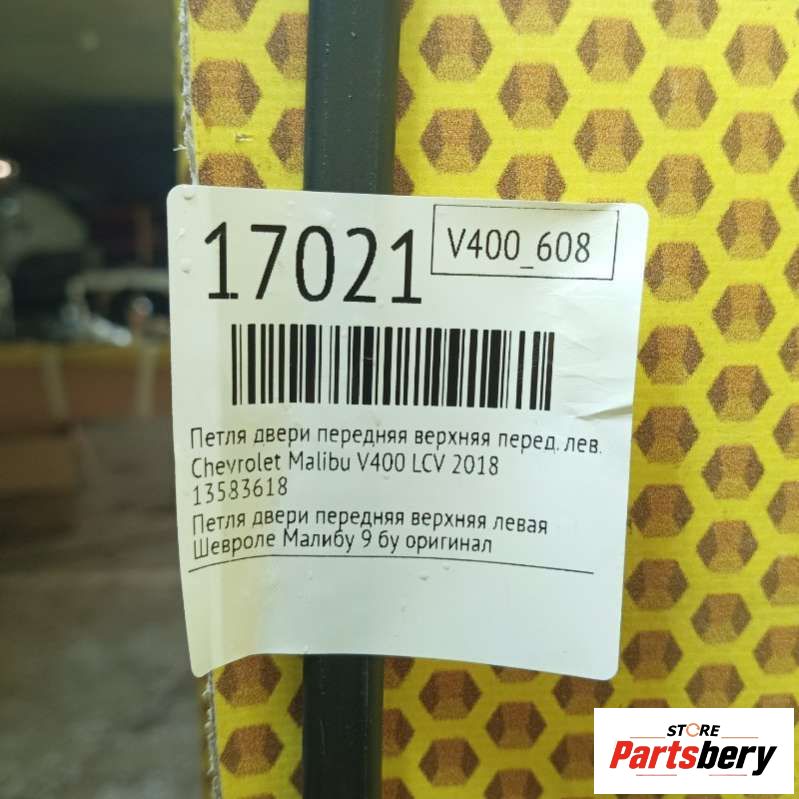 17021
V400_608
Петля двери передняя верхняя перед. лев.
Chevrolet Malibu V400 LCV 2018
13583618
Петля двери передняя верхняя левая
Шевроле Малибу 9 бу оригинал
STORE
Partsbery